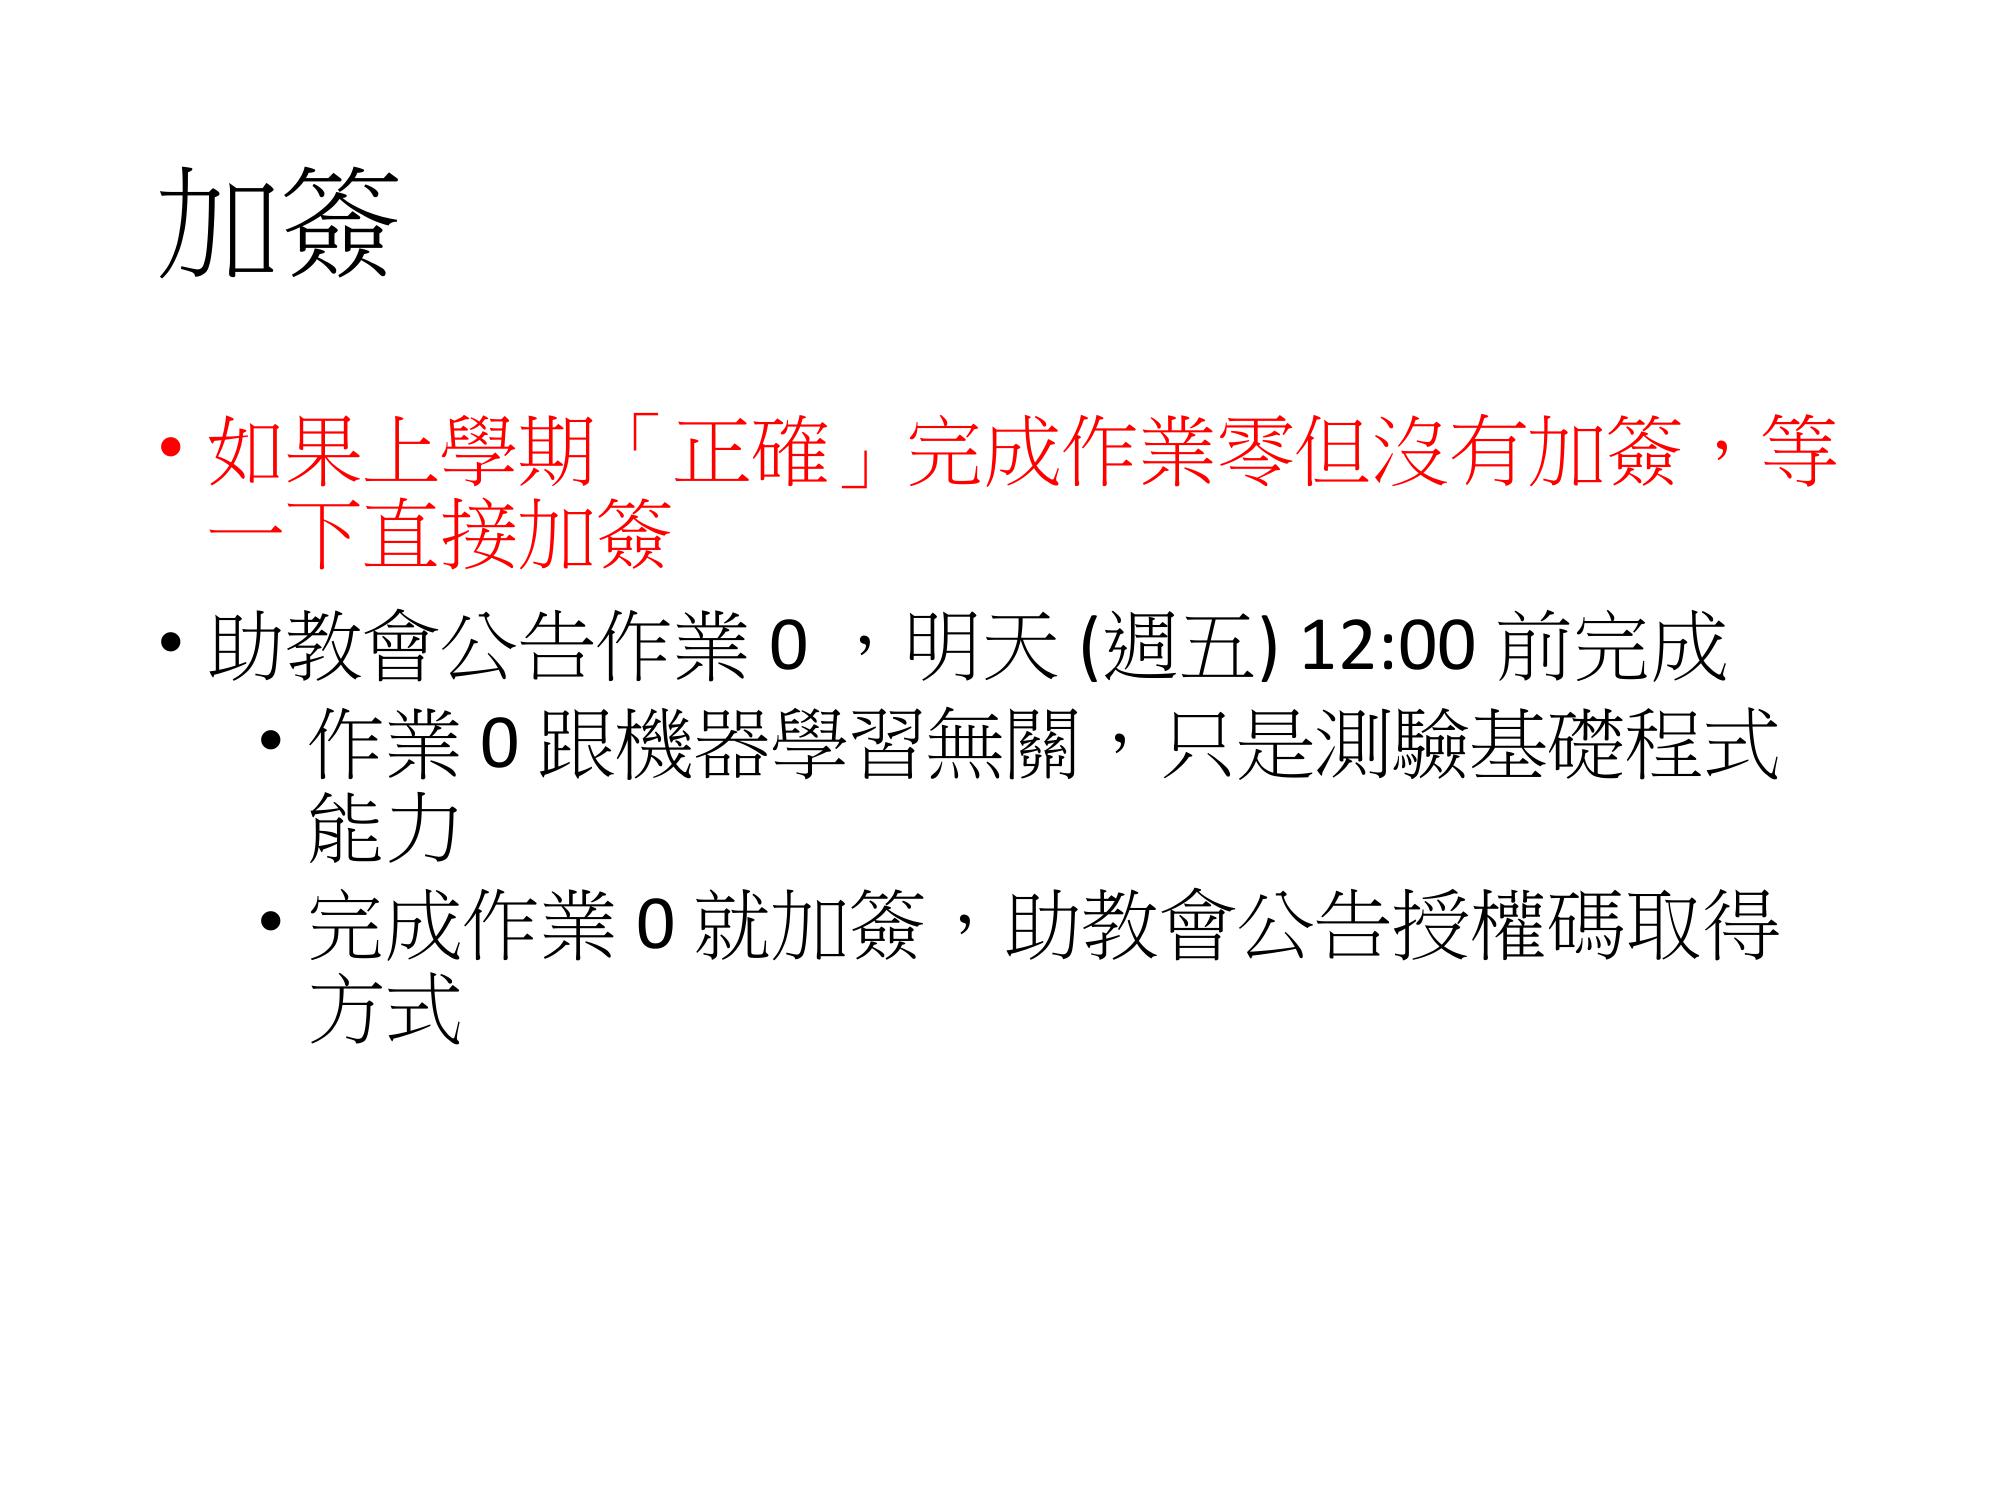 加簽
• 如果上學期「正確」完成作業零但沒有加簽，等
一下直接加簽
• 助教會公告作業 0 ，明天 (週五) 12:00 前完成
• 作業 0 跟機器學習無關，只是測驗基礎程式
能力
• 完成作業 0 就加簽，助教會公告授權碼取得
方式